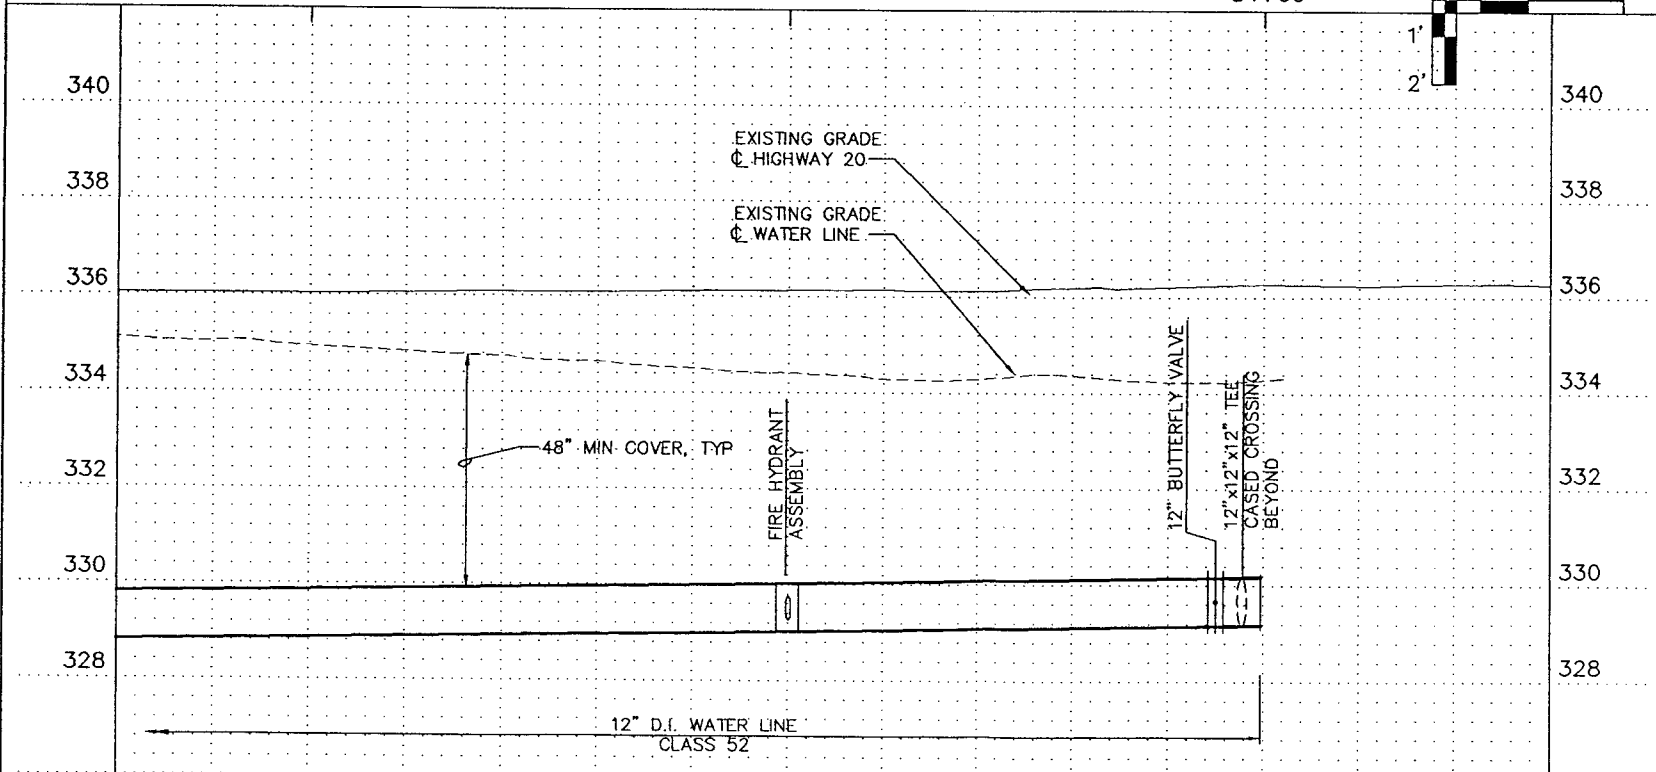 1'
2'
340
340
EXISTING GRADE
℄ HIGHWAY 20
338
338
EXISTING GRADE
℄ WATER LINE
336
336
334
334
48" MIN COVER, TYP
FIRE HYDRANT
ASSEMBLY
12" BUTTERFLY VALVE
12"x12"x12" TEE
CASED CROSSING
BEYOND
332
332
330
330
328
328
12" D.I. WATER LINE
CLASS 52